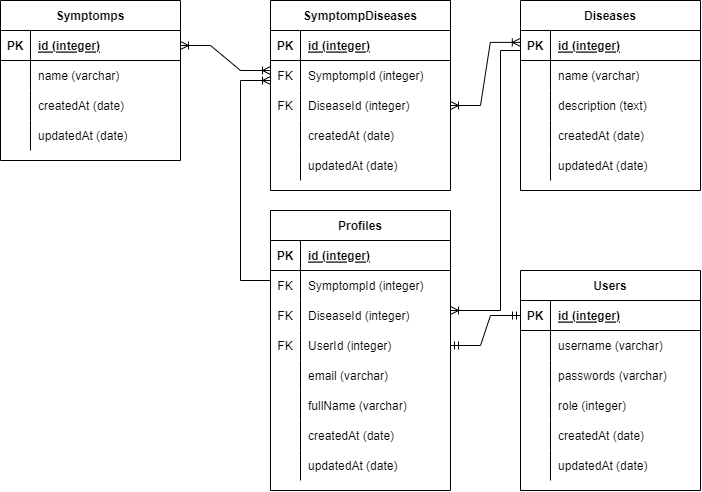 Symptomps
PK id (integer)
name (varchar)
createdAt (date)
updatedAt (date)
SymptompDiseases
PK id (integer)
FK SymptompId (integer)
FK DiseaseId (integer)
createdAt (date)
updatedAt (date)
Diseases
PK id (integer)
name (varchar)
description (text)
createdAt (date)
updatedAt (date)
Profiles
PK id (integer)
FK SymptompId (integer)
FK DiseaseId (integer)
FK UserId (integer)
email (varchar)
fullName (varchar)
createdAt (date)
updatedAt (date)
Users
PK id (integer)
username (varchar)
passwords (varchar)
role (integer)
createdAt (date)
updatedAt (date)